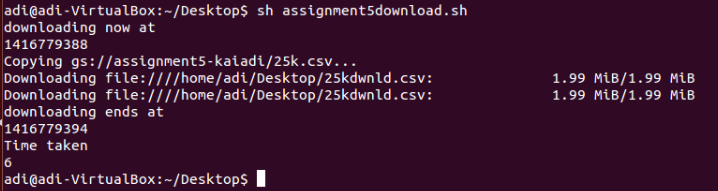 adi@adi-VirtualBox:~/Desktop$ sh assignment5download.sh
downloading now at
1416779388
Copying gs://assignment5-kaiadi/25k.csv...
Downloading file:////home/adi/Desktop/25kdwnld.csv: 1.99 MiB/1.99 MiB
Downloading file:////home/adi/Desktop/25kdwnld.csv: 1.99 MiB/1.99 MiB
downloading ends at
1416779394
Time taken
6
adi@adi-VirtualBox:~/Desktop$